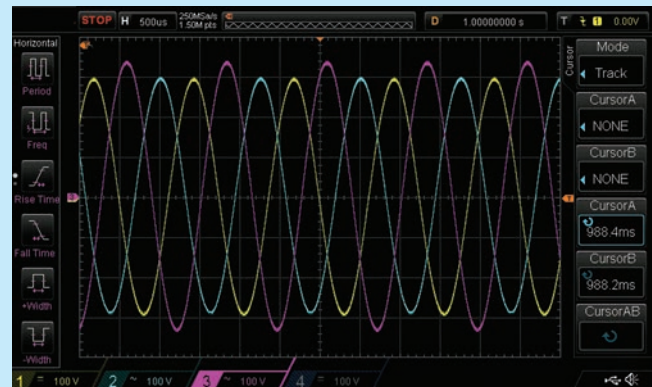 STOP H 500us 250MSa/s 1.50M pts D 1.00000000 s T 1 0.00V
Horizontal
Period
Freq
Rise Time
Fall Time
+Width
-Width
Cursor
Mode
Track
CursorA
NONE
CursorB
NONE
CursorA
988.4ms
CursorB
988.2ms
CursorAB
1 = 100 V 2 ~ 100 V 3 ~ 100 V 4 = 100 V